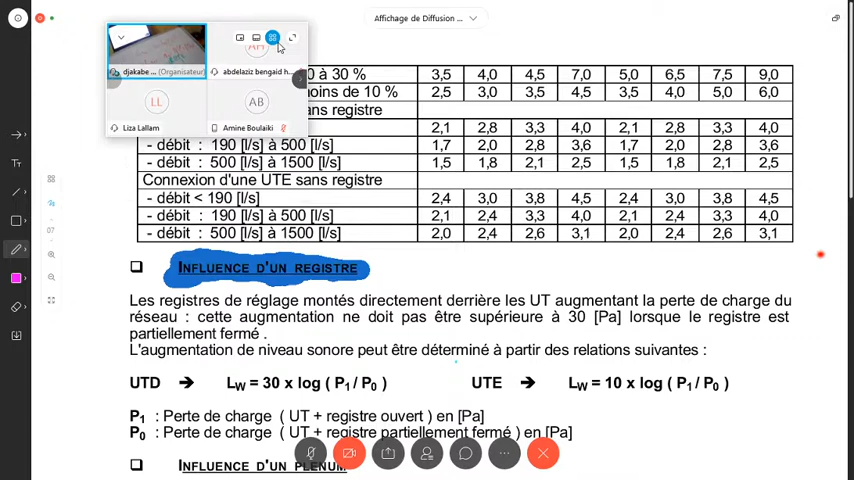 Affichage de Diffusion ...
AH
djakabe ... (Organisateur)
abdelaziz bengaid h...
LL
AB
Liza Lallam
Amine Boulaiki
à 30 % 3,5 4,0 4,5 7,0 5,0 6,5 7,5 9,0
moins de 10 % 2,5 3,0 3,5 4,5 3,5 4,0 5,0 6,0
sans registre
2,1 2,8 3,3 4,0 2,1 2,8 3,3 4,0
- débit : 190 [l/s] à 500 [l/s] 1,7 2,0 2,8 3,6 1,7 2,0 2,8 3,6
- débit : 500 [l/s] à 1500 [l/s] 1,5 1,8 2,1 2,5 1,5 1,8 2,1 2,5
Connexion d'une UTE sans registre
- débit < 190 [l/s] 2,4 3,0 3,8 4,5 2,4 3,0 3,8 4,5
- débit : 190 [l/s] à 500 [l/s] 2,1 2,4 3,3 4,0 2,1 2,4 3,3 4,0
- débit : 500 [l/s] à 1500 [l/s] 2,0 2,4 2,6 3,1 2,0 2,4 2,6 3,1
07
INFLUENCE D'UN REGISTRE
Les registres de réglage montés directement derrière les UT augmentant la perte de charge du
réseau : cette augmentation ne doit pas être supérieure à 30 [Pa] lorsque le registre est
partiellement fermé .
L'augmentation de niveau sonore peut être déterminé à partir des relations suivantes :
UTD ➔ LW = 30 x log ( P1 / P0 ) UTE ➔ LW = 10 x log ( P1 / P0 )
P1 : Perte de charge ( UT + registre ouvert ) en [Pa]
P0 : Perte de charge ( UT + registre partiellement fermé ) en [Pa]
INFLUENCE D'UN PLENUM